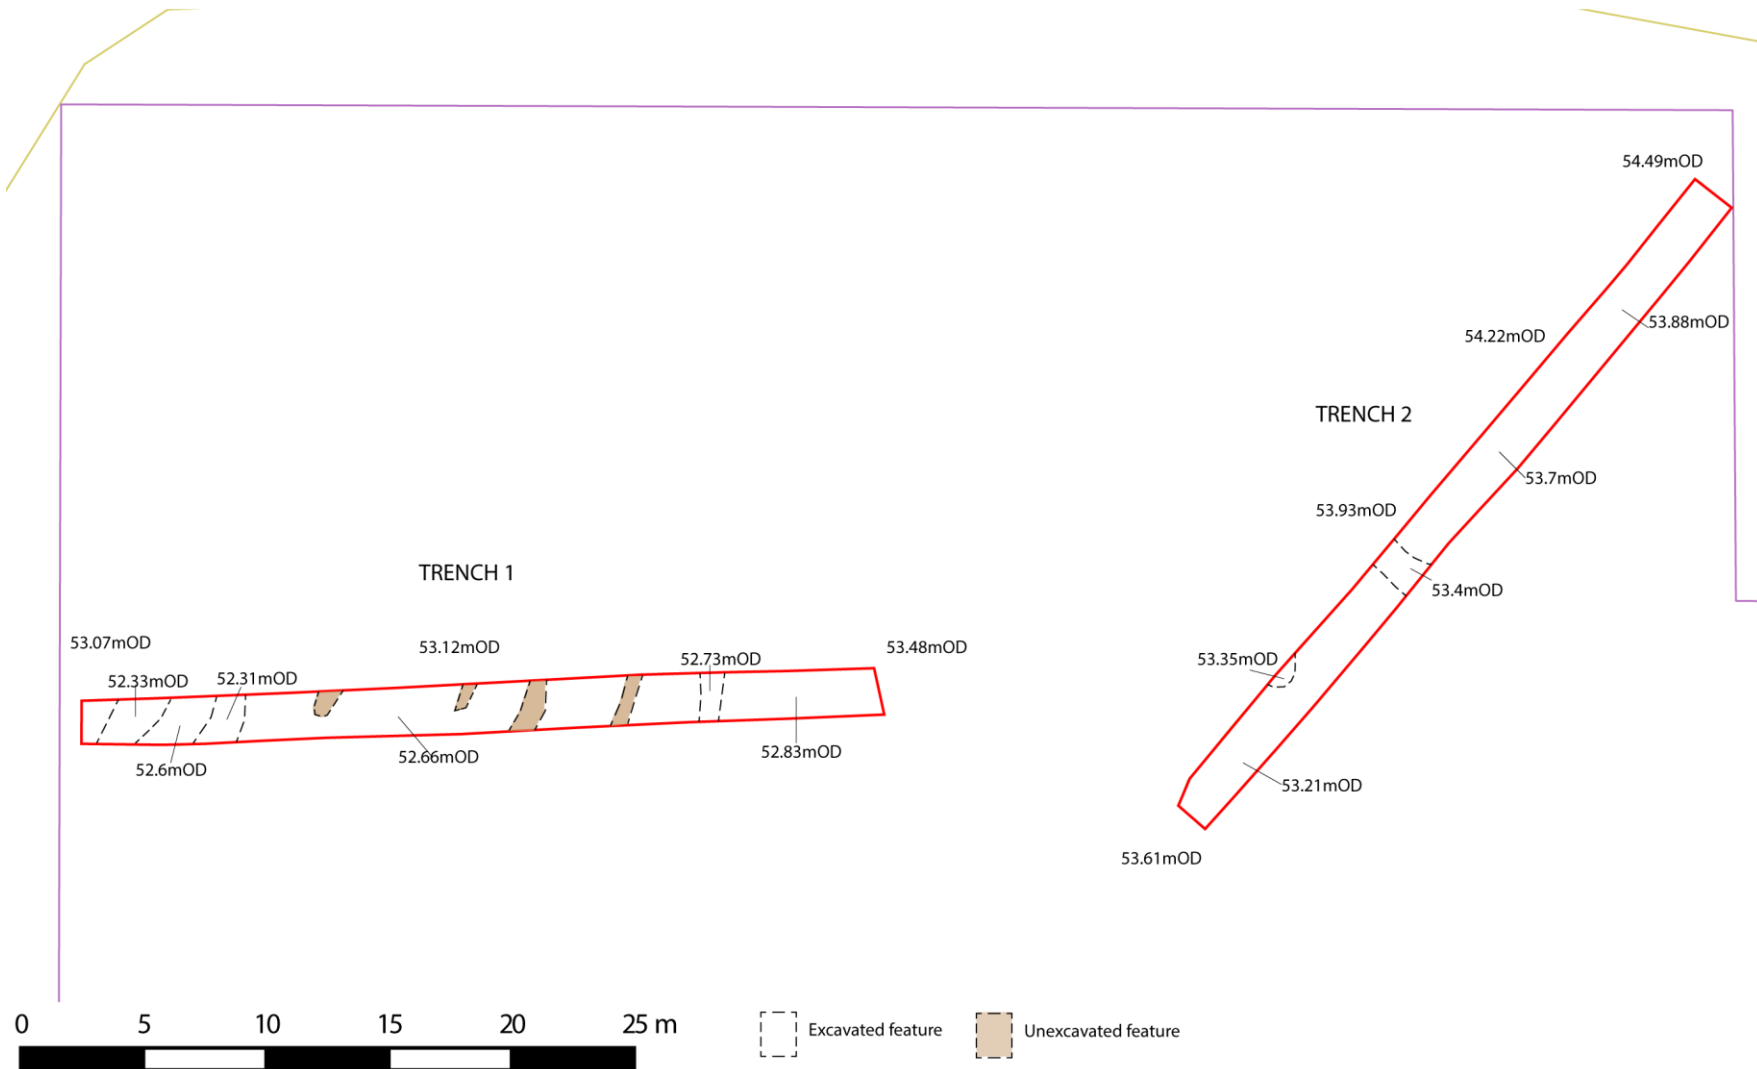 54.49mOD
53.88mOD
54.22mOD
TRENCH 2
53.7mOD
53.93mOD
53.4mOD
TRENCH 1
53.07mOD
53.12mOD
53.48mOD
52.73mOD
53.35mOD
52.33mOD
52.31mOD
52.6mOD
52.66mOD
52.83mOD
53.21mOD
53.61mOD
0 5 10 15 20 25 m
Excavated feature
Unexcavated feature